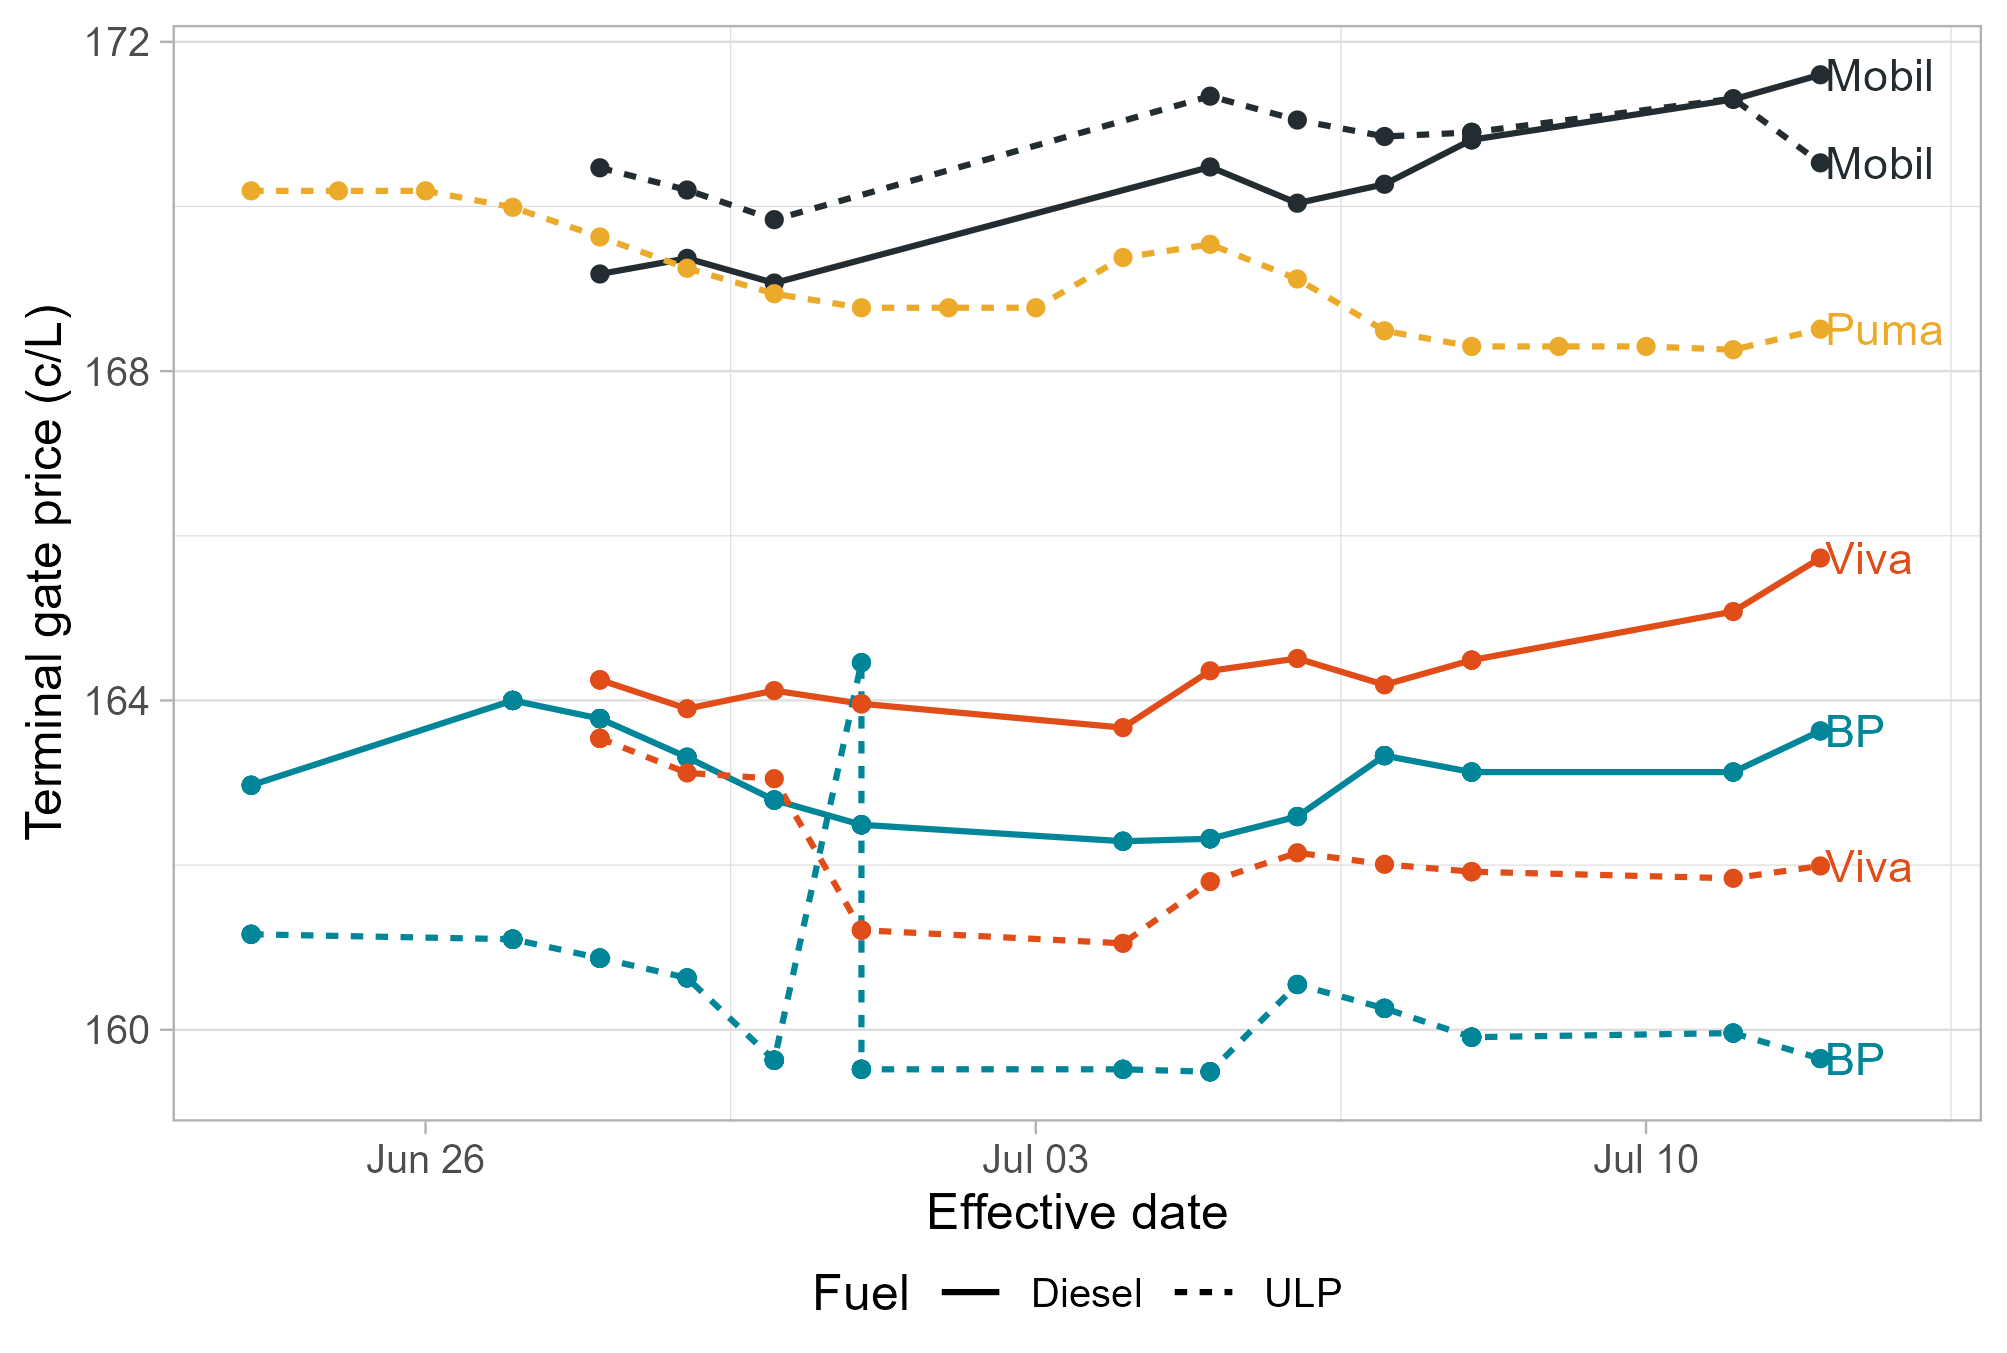 172
168
164
160
Terminal gate price (c/L)
Mobil
Mobil
Puma
Viva
BP
Viva
BP
Jun 26 Jul 03 Jul 10
Effective date
Fuel Diesel ULP